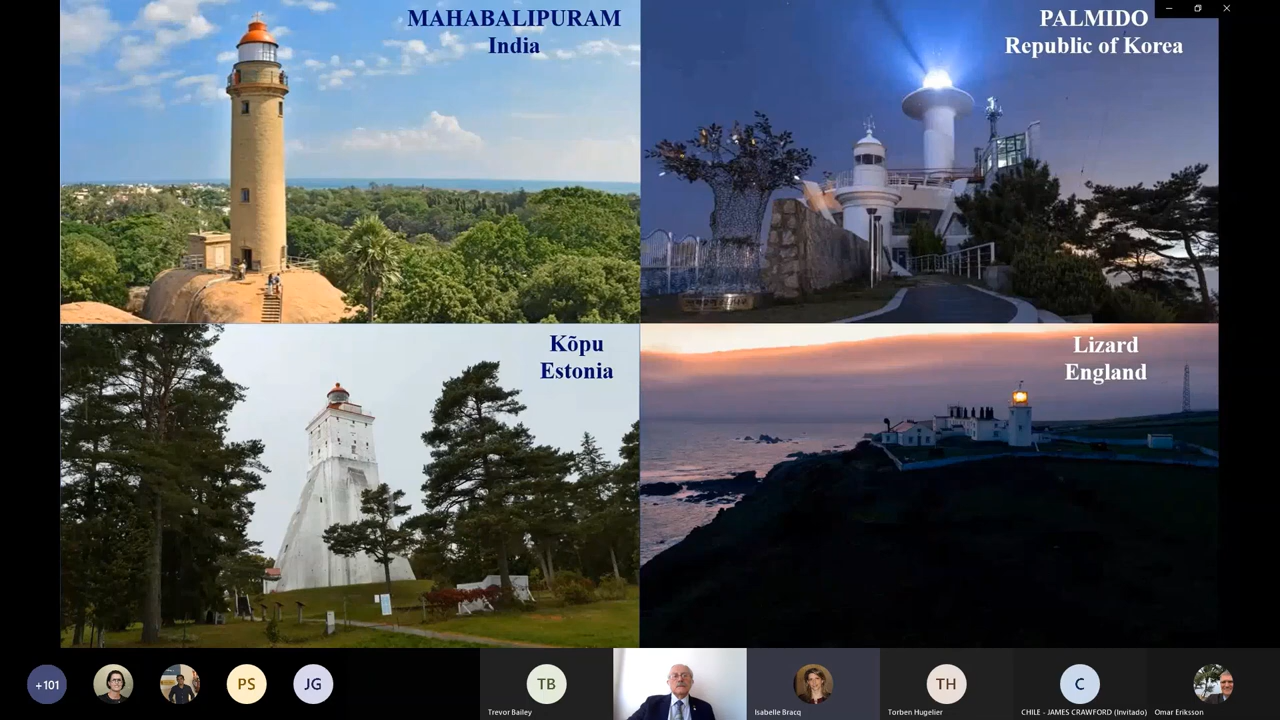 MAHABALIPURAM
India
PALMIDO
Republic of Korea
Kõpu
Estonia
Lizard
England
+101
PS
JG
TB
TH
C
Trevor Bailey
Isabelle Bracq
Torben Hugelier
CHILE - JAMES CRAWFORD (Invitado)
Omar Eriksson